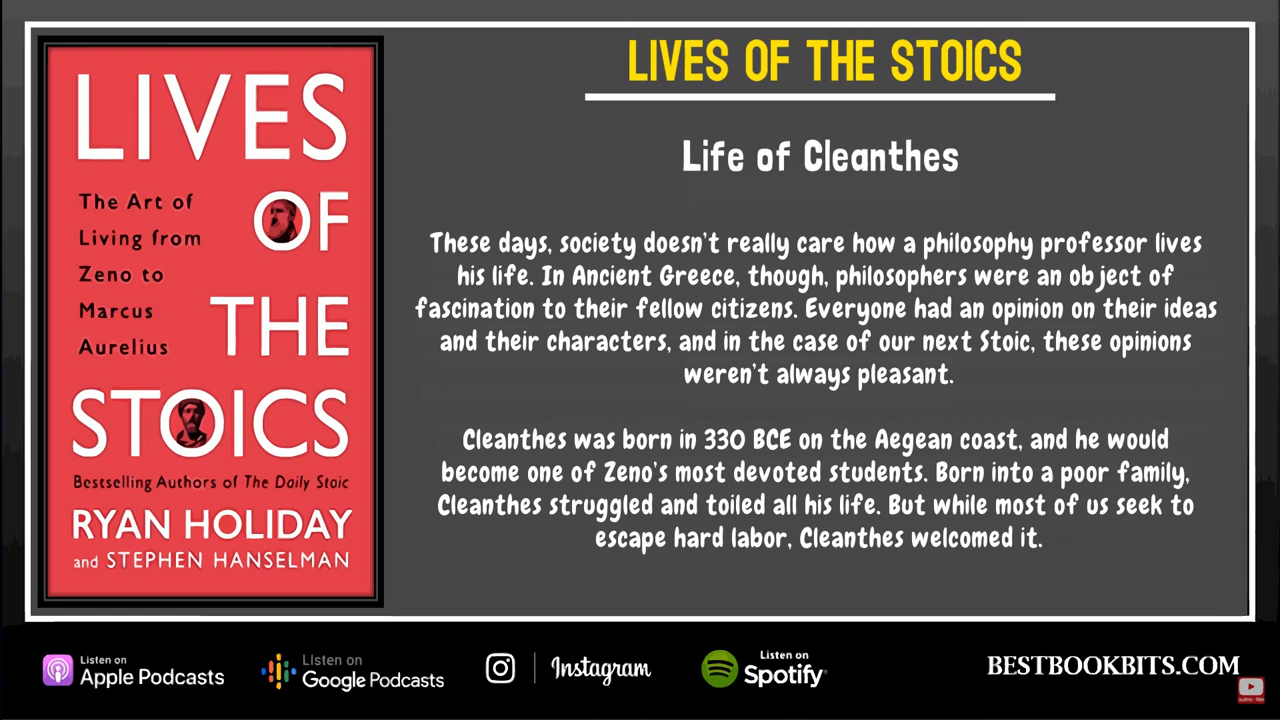 LIVES
OF
THE
STOICS
The Art of
Living from
Zeno to
Marcus
Aurelius
Bestselling Authors of The Daily Stoic
RYAN HOLIDAY
and STEPHEN HANSELMAN
LIVES OF THE STOICS
Life of Cleanthes
These days, society doesn't really care how a philosophy professor lives
his life. In Ancient Greece, though, philosophers were an object of
fascination to their fellow citizens. Everyone had an opinion on their ideas
and their characters, and in the case of our next Stoic, these opinions
weren't always pleasant.
Cleanthes was born in 330 BCE on the Aegean coast, and he would
become one of Zeno's most devoted students. Born into a poor family,
Cleanthes struggled and toiled all his life. But while most of us seek to
escape hard labor, Cleanthes welcomed it.
Listen on
Apple Podcasts
Listen on
Google Podcasts
Instagram
Listen on
Spotify
BESTBOOKBITS.COM